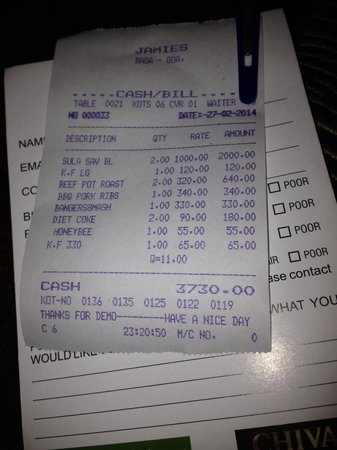 JAMIES
BAGA - GOA.
CASH/BILL
TABLE 0021 KDTS 06 CVR 01 WAITER
NO 000033 DATE:-27-02-2014
DESCRIPTION QTY RATE AMOUNT
SULA SAV BL 2.00 1000.00 2000.00
K.F LG 1.00 120.00 120.00
BEEF POT ROAST 2.00 320.00 640.00
BBQ PORK RIBS 1.00 340.00 340.00
BANGERS@MASH 1.00 330.00 330.00
DIET COKE 2.00 90.00 180.00
HONEYBEE 1.00 55.00 55.00
K.F 330 1.00 65.00 65.00
Q=11.00
CASH 3730.00
KOT-NO 0136 0135 0125 0122 0119
THANKS FOR DEMO----------HAVE A NICE DAY
C 6 23:20:50 M/C NO. 0
NAM
EMA
CO
POOR
POOR
POOR
IR POOR
ase contact
WHAT YOU
WOULD LIKE
CHIVA